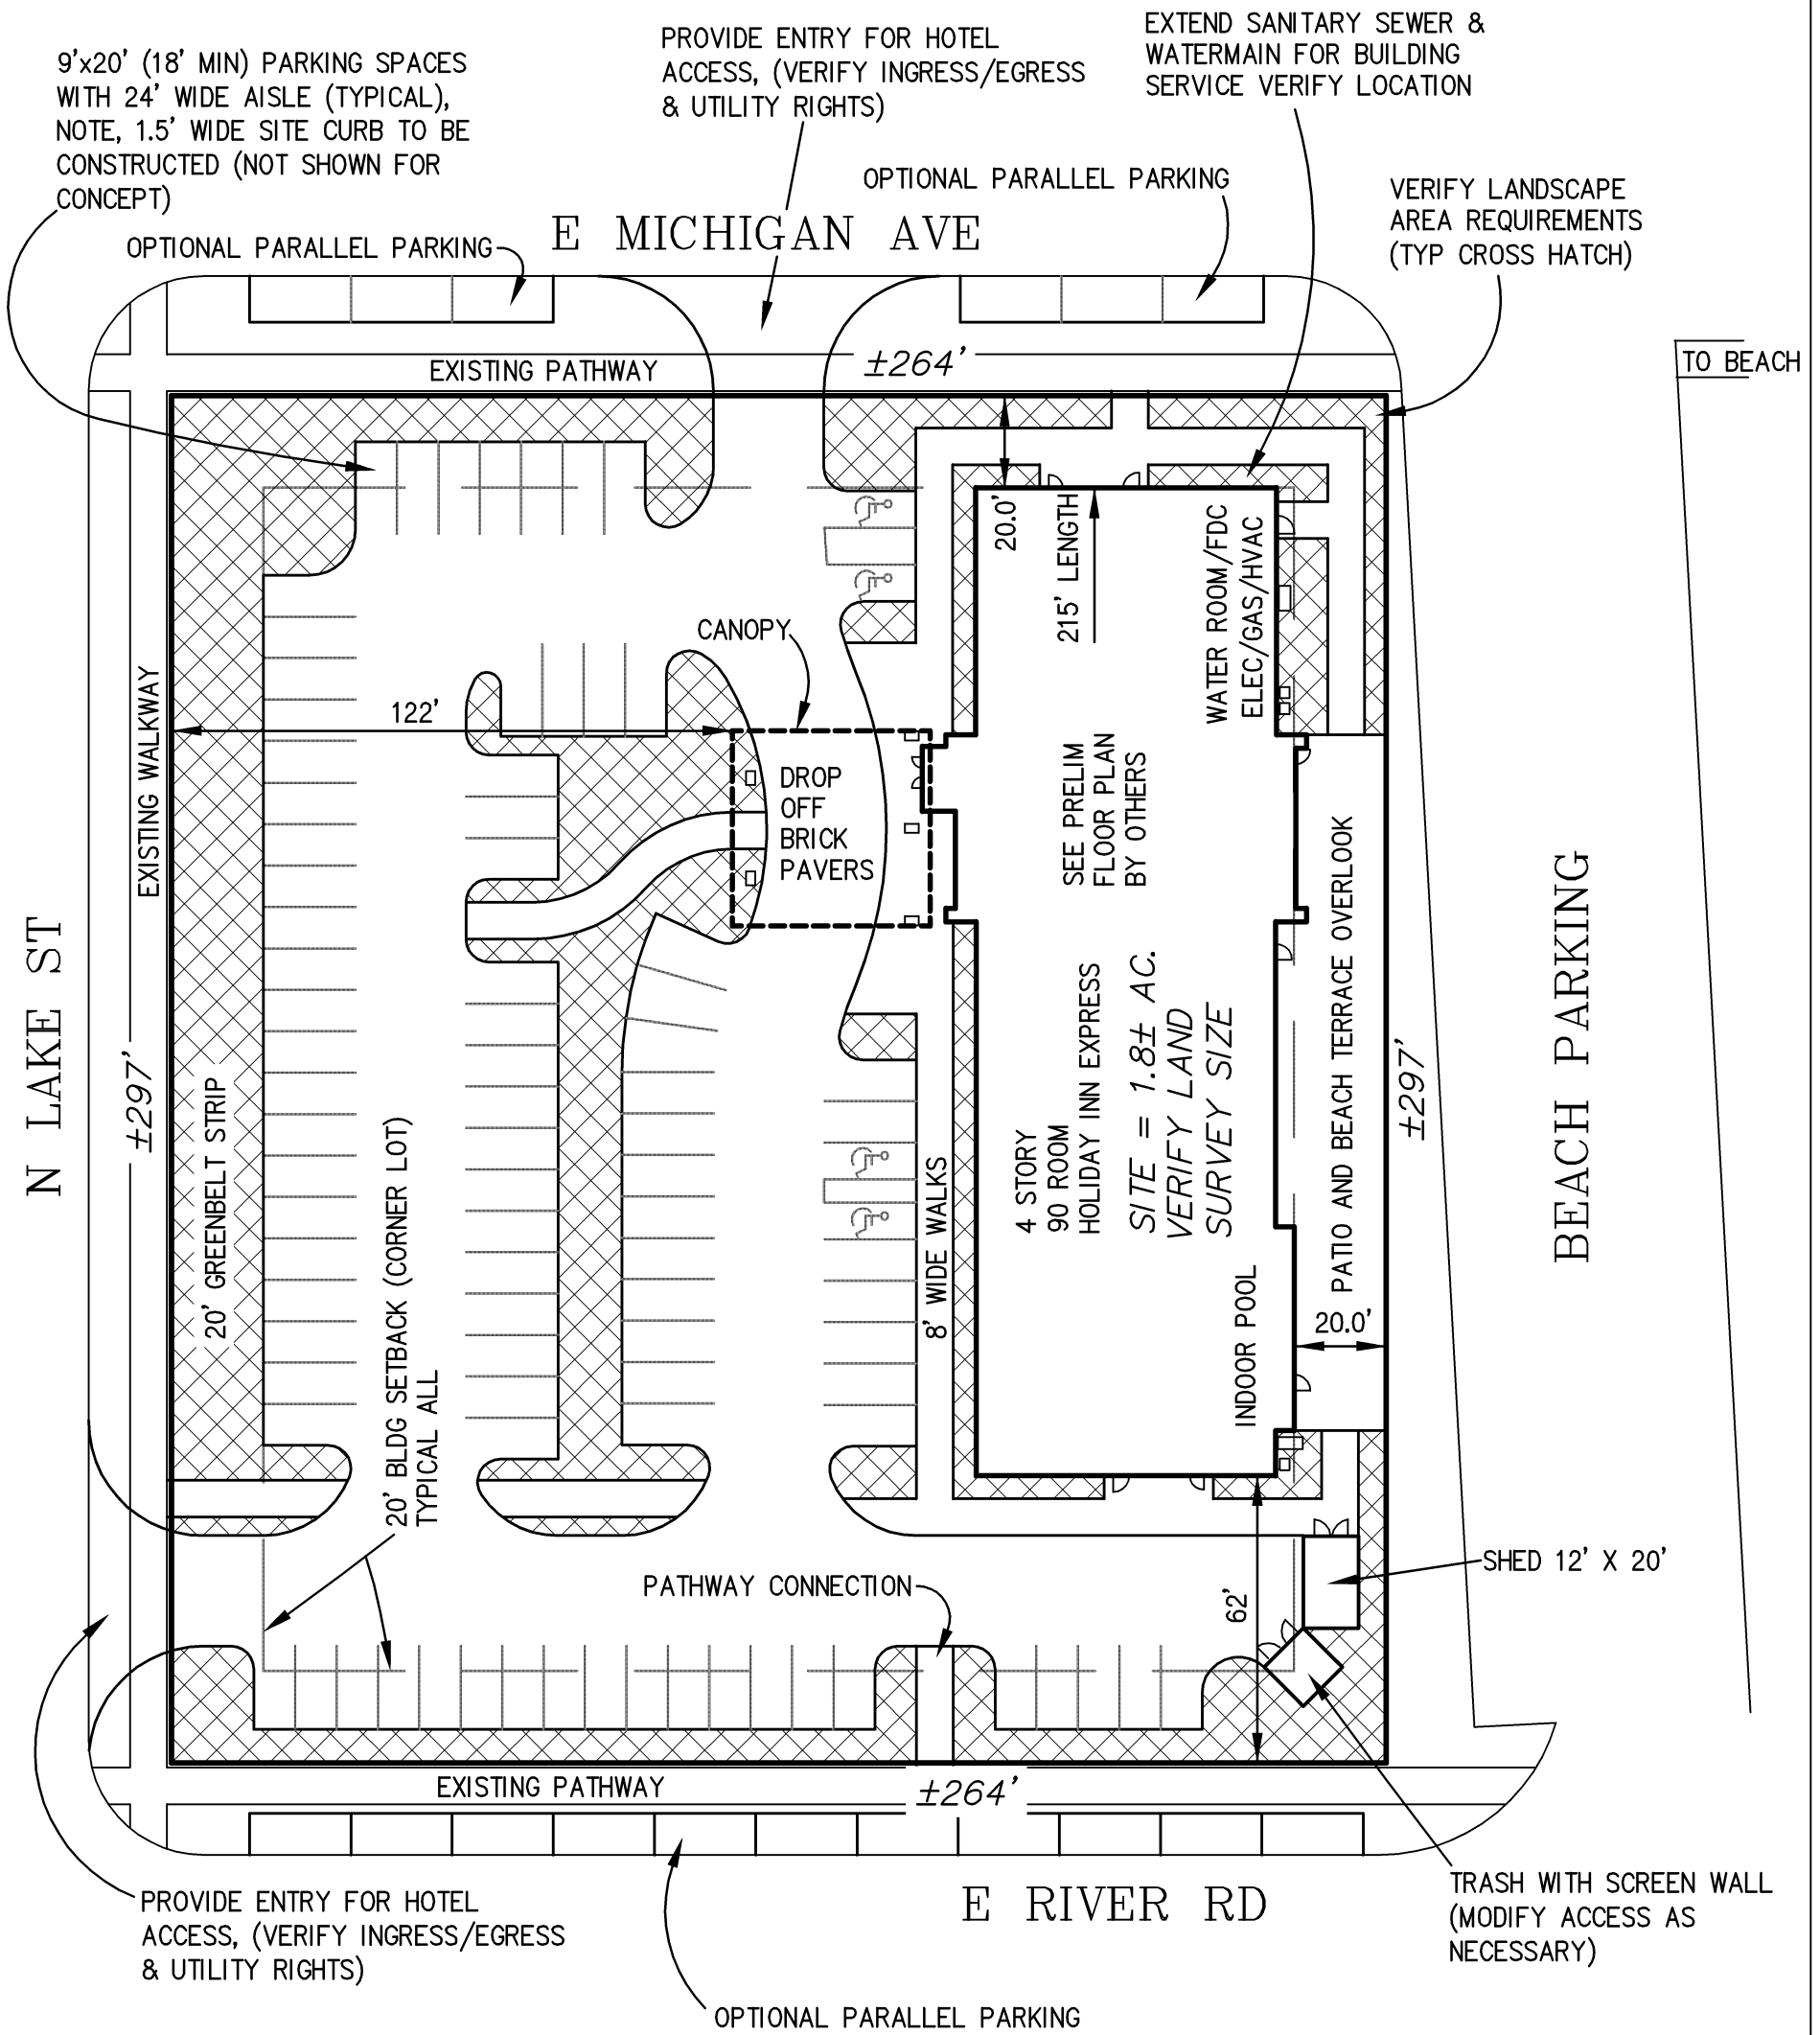 9'x20' (18' MIN) PARKING SPACES
WITH 24' WIDE AISLE (TYPICAL),
NOTE, 1.5' WIDE SITE CURB TO BE
CONSTRUCTED (NOT SHOWN FOR
CONCEPT)
PROVIDE ENTRY FOR HOTEL
ACCESS, (VERIFY INGRESS/EGRESS
& UTILITY RIGHTS)
EXTEND SANITARY SEWER &
WATERMAIN FOR BUILDING
SERVICE VERIFY LOCATION
OPTIONAL PARALLEL PARKING
VERIFY LANDSCAPE
AREA REQUIREMENTS
(TYP CROSS HATCH)
OPTIONAL PARALLEL PARKING
E MICHIGAN AVE
EXISTING PATHWAY
±264'
TO BEACH
20.0'
215' LENGTH
WATER ROOM/FDC
ELEC/GAS/HVAC
CANOPY
122'
EXISTING WALKWAY
DROP
OFF
BRICK
PAVERS
SEE PRELIM
FLOOR PLAN
BY OTHERS
N LAKE ST
±297'
20' GREENBELT STRIP
20' BLDG SETBACK (CORNER LOT)
TYPICAL ALL
8' WIDE WALKS
4 STORY
90 ROOM
HOLIDAY INN EXPRESS
SITE = 1.8± AC.
VERIFY LAND
SURVEY SIZE
INDOOR POOL
PATIO AND BEACH TERRACE OVERLOOK
20.0'
±297'
BEACH PARKING
SHED 12' X 20'
PATHWAY CONNECTION
62'
EXISTING PATHWAY
±264'
PROVIDE ENTRY FOR HOTEL
ACCESS, (VERIFY INGRESS/EGRESS
& UTILITY RIGHTS)
E RIVER RD
TRASH WITH SCREEN WALL
(MODIFY ACCESS AS
NECESSARY)
OPTIONAL PARALLEL PARKING